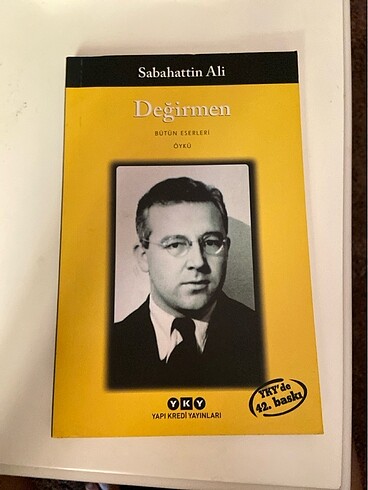 Sabahattin Ali
Değirmen
BÜTÜN ESERLERİ
ÖYKÜ
YKY'de
42. baskı
YKY
YAPI KREDİ YAYINLARI